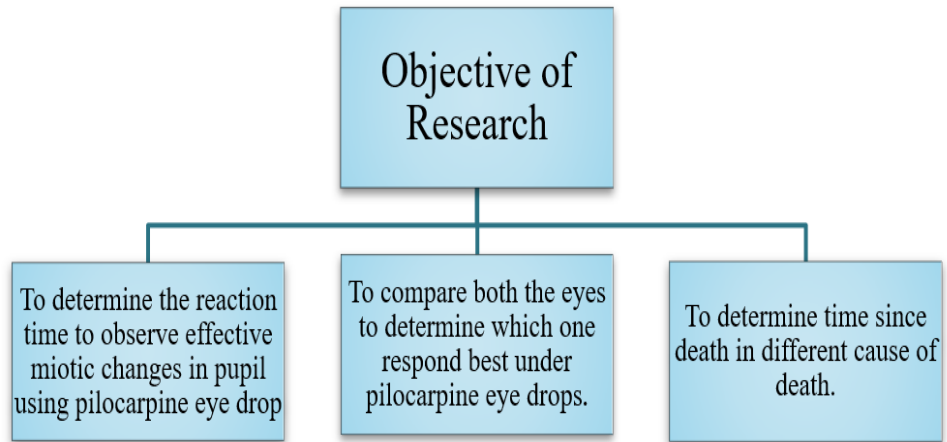 Objective of
Research
To determine the reaction
time to observe effective
miotic changes in pupil
using pilocarpine eye drop
To compare both the eyes
to determine which one
respond best under
pilocarpine eye drops.
To determine time since
death in different cause of
death.